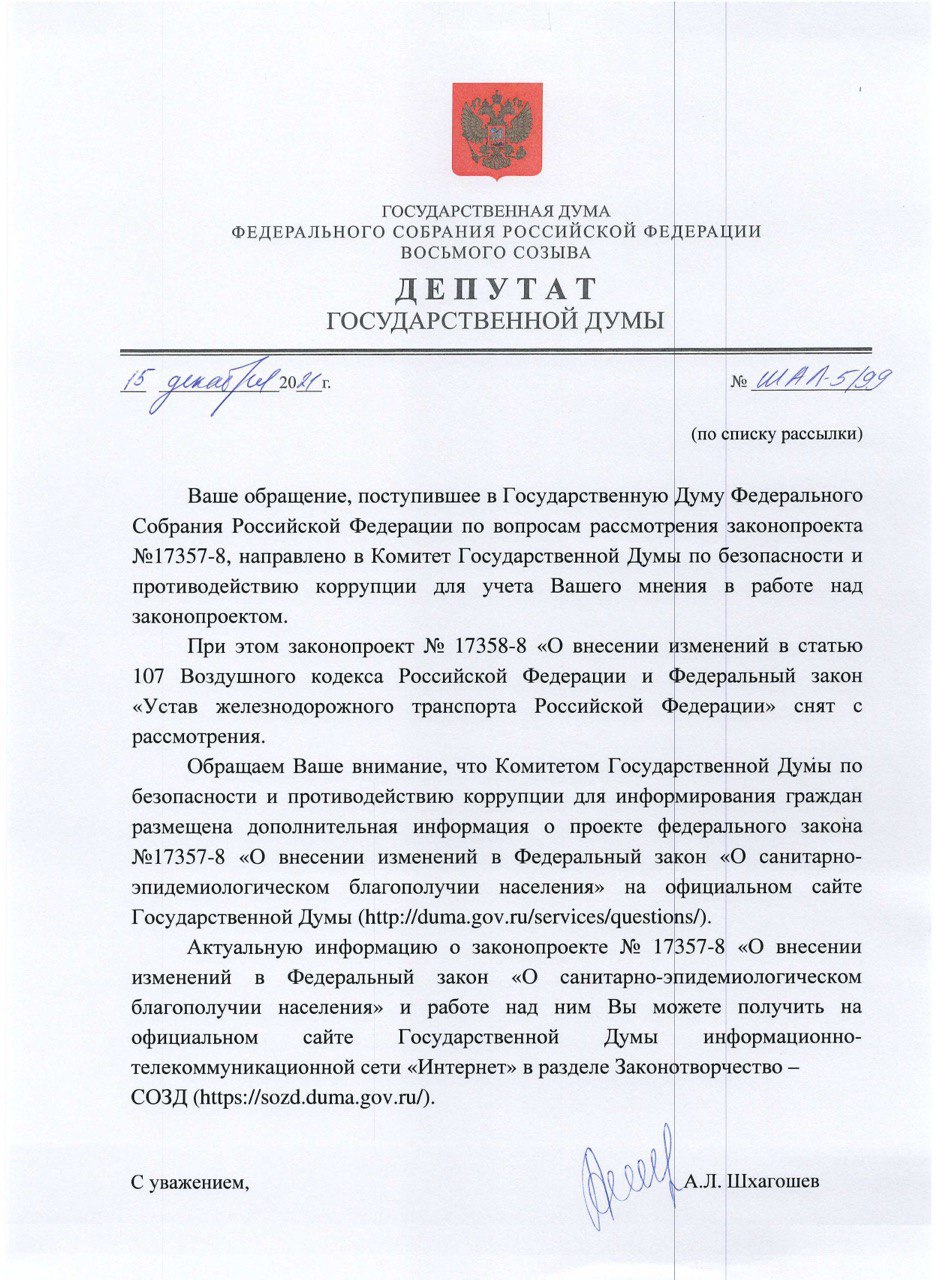 ГОСУДАРСТВЕННАЯ ДУМА
ФЕДЕРАЛЬНОГО СОБРАНИЯ РОССИЙСКОЙ ФЕДЕРАЦИИ
ВОСЬМОГО СОЗЫВА
ДЕПУТАТ
ГОСУДАРСТВЕННОЙ ДУМЫ
15 декабря 2021 г. № ШАЛ-5/99
(по списку рассылки)
Ваше обращение, поступившее в Государственную Думу Федерального
Собрания Российской Федерации по вопросам рассмотрения законопроекта
№17357-8, направлено в Комитет Государственной Думы по безопасности и
противодействию коррупции для учета Вашего мнения в работе над
законопроектом.
При этом законопроект № 17358-8 «О внесении изменений в статью
107 Воздушного кодекса Российской Федерации и Федеральный закон
«Устав железнодорожного транспорта Российской Федерации» снят с
рассмотрения.
Обращаем Ваше внимание, что Комитетом Государственной Думы по
безопасности и противодействию коррупции для информирования граждан
размещена дополнительная информация о проекте федерального закона
№17357-8 «О внесении изменений в Федеральный закон «О санитарно-
эпидемиологическом благополучии населения» на официальном сайте
Государственной Думы (http://duma.gov.ru/services/questions/).
Актуальную информацию о законопроекте № 17357-8 «О внесении
изменений в Федеральный закон «О санитарно-эпидемиологическом
благополучии населения» и работе над ним Вы можете получить на
официальном сайте Государственной Думы информационно-
телекоммуникационной сети «Интернет» в разделе Законотворчество –
СОЗД (https://sozd.duma.gov.ru/).
С уважением, А.Л. Шхагошев